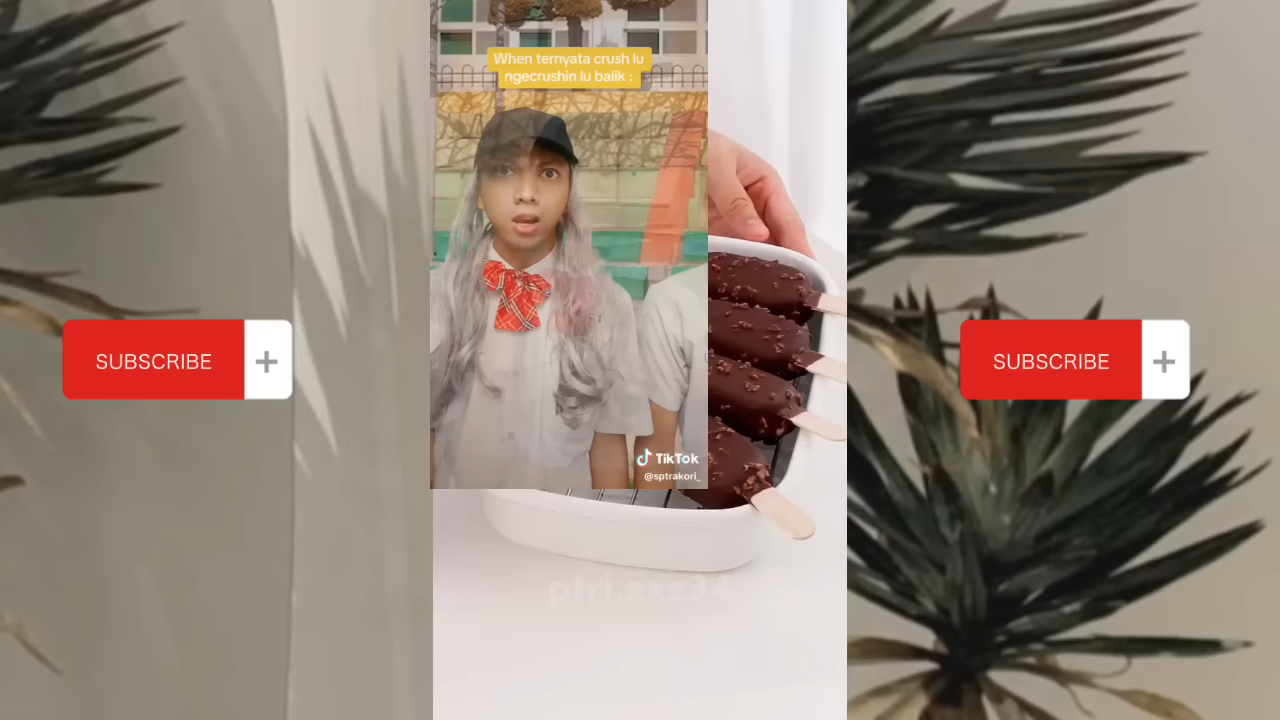 When ternyata crush lu
ngecrushin lu balik :
SUBSCRIBE
SUBSCRIBE
TikTok
@sptrakori_